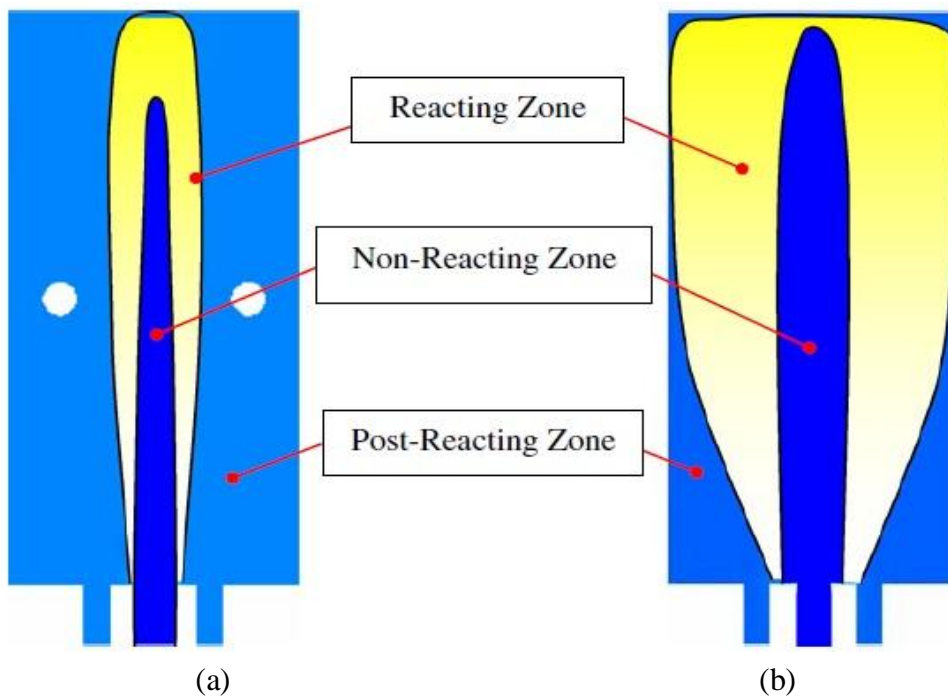 Reacting Zone
Non-Reacting Zone
Post-Reacting Zone
(a)
(b)